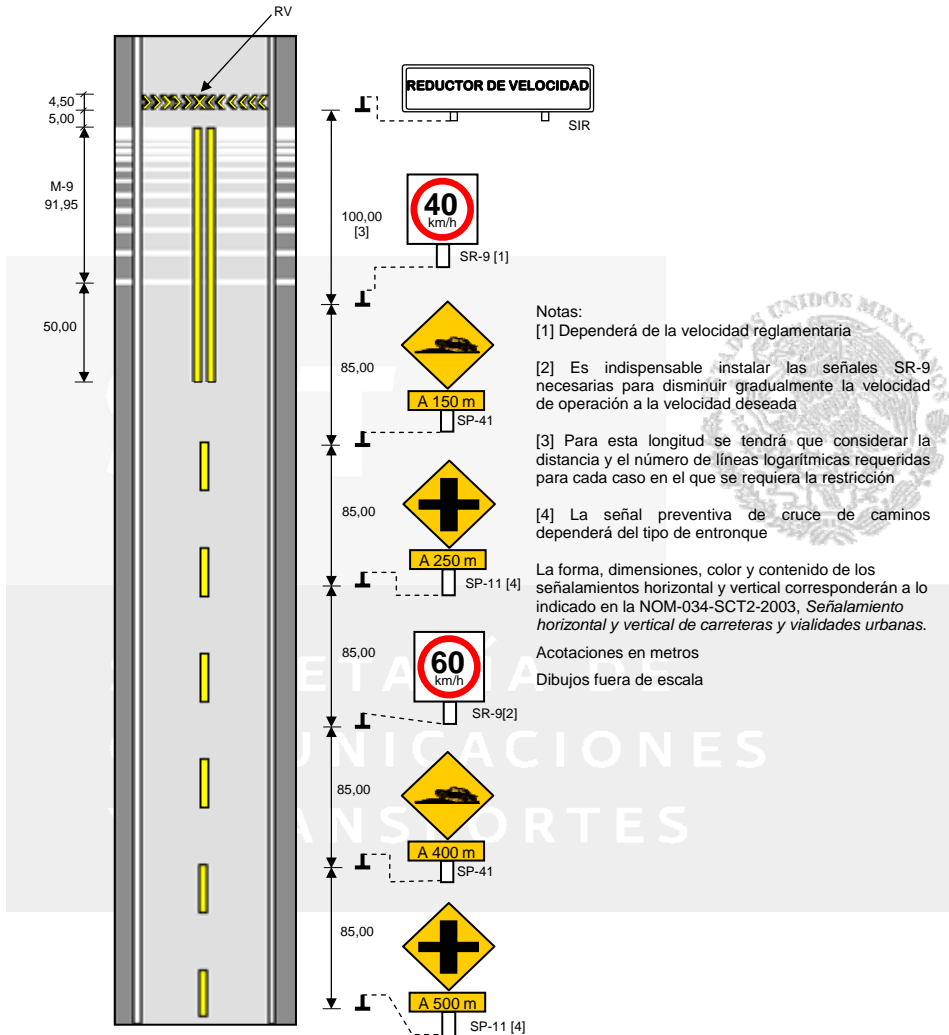 RV
4,50
5,00
REDUCTOR DE VELOCIDAD
SIR
M-9
91,95
40
km/h
100,00
[3]
SR-9 [1]
50,00
85,00
A 150 m
SP-41
85,00
A 250 m
SP-11 [4]
85,00
60
km/h
SR-9[2]
85,00
A 400 m
SP-41
85,00
A 500 m
SP-11 [4]
Notas:
[1] Dependerá de la velocidad reglamentaria
[2] Es indispensable instalar las señales SR-9
necesarias para disminuir gradualmente la velocidad
de operación a la velocidad deseada
[3] Para esta longitud se tendrá que considerar la
distancia y el número de líneas logarítmicas requeridas
para cada caso en el que se requiera la restricción
[4] La señal preventiva de cruce de caminos
dependerá del tipo de entronque
La forma, dimensiones, color y contenido de los
señalamientos horizontal y vertical corresponderán a lo
indicado en la NOM-034-SCT2-2003, Señalamiento
horizontal y vertical de carreteras y vialidades urbanas.
Acotaciones en metros
Dibujos fuera de escala